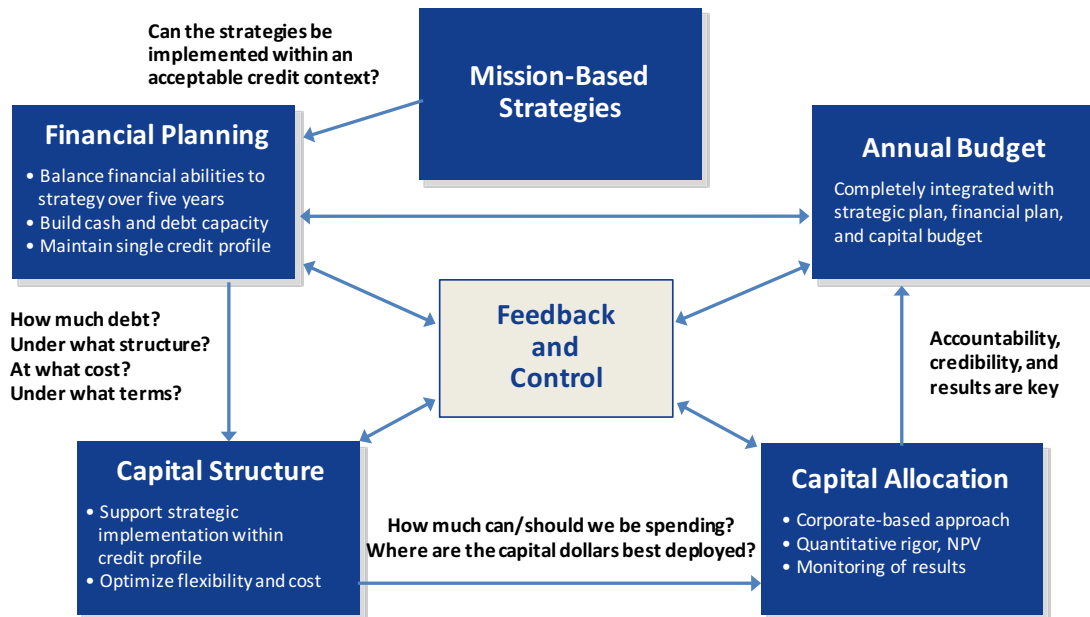 Can the strategies be
implemented within an
acceptable credit context?
Mission-Based
Strategies
Financial Planning
• Balance financial abilities to
strategy over five years
• Build cash and debt capacity
• Maintain single credit profile
Annual Budget
Completely integrated with
strategic plan, financial plan,
and capital budget
Feedback
and
Control
How much debt?
Under what structure?
At what cost?
Under what terms?
Accountability,
credibility, and
results are key
Capital Structure
• Support strategic
implementation within
credit profile
• Optimize flexibility and cost
How much can/should we be spending?
Where are the capital dollars best deployed?
Capital Allocation
• Corporate-based approach
• Quantitative rigor, NPV
• Monitoring of results